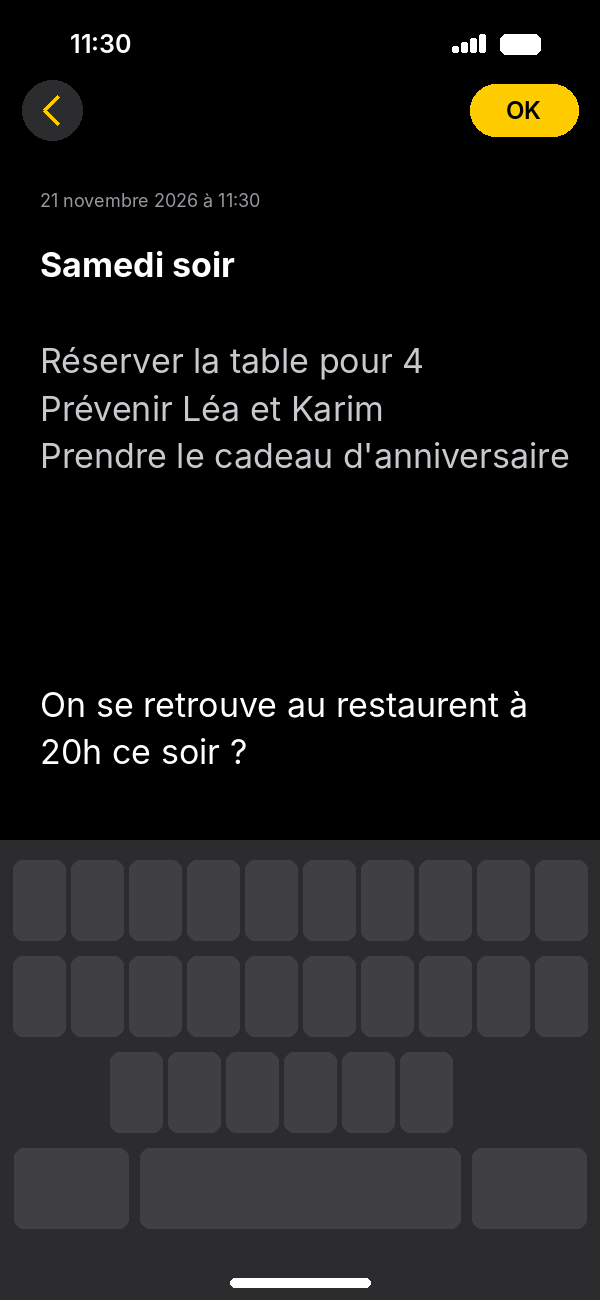 11:30
OK
21 novembre 2026 à 11:30
Samedi soir
Réserver la table pour 4
Prévenir Léa et Karim
Prendre le cadeau d'anniversaire
On se retrouve au restaurent à
20h ce soir ?